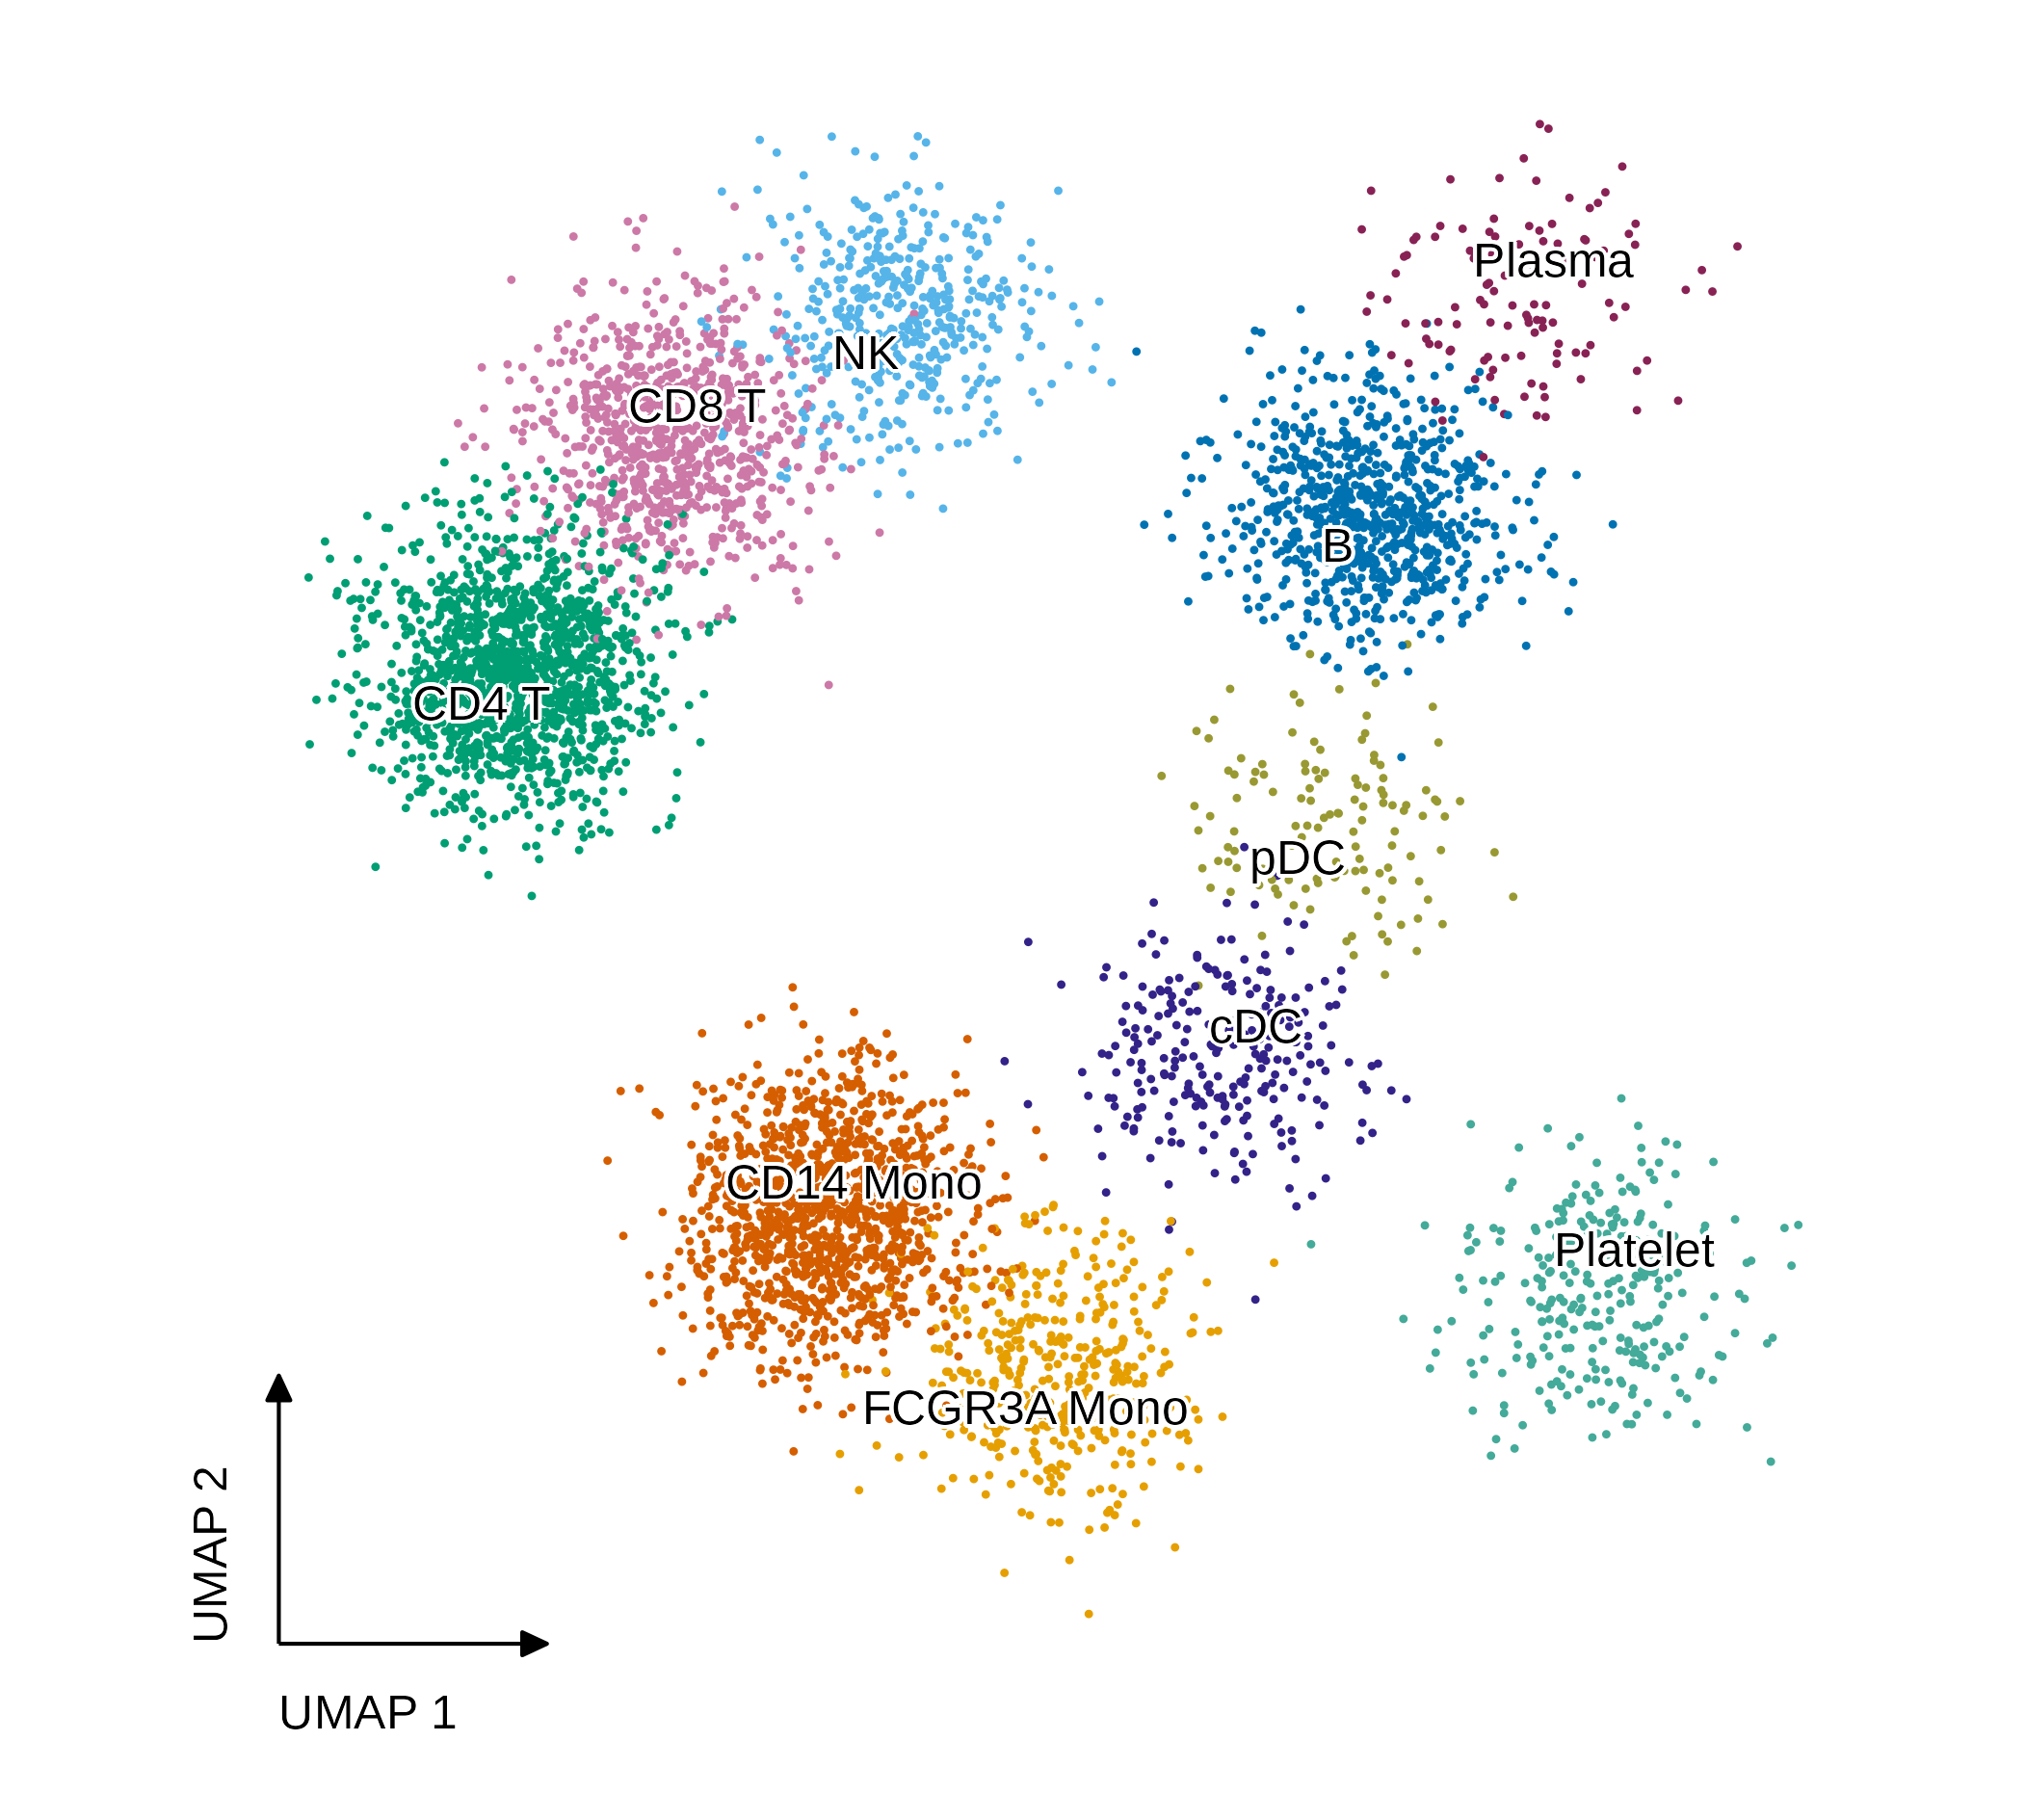 Plasma
NK
CD8 T
B
CD4 T
pDC
cDC
CD14 Mono
Platelet
FCGR3A Mono
UMAP 2
UMAP 1